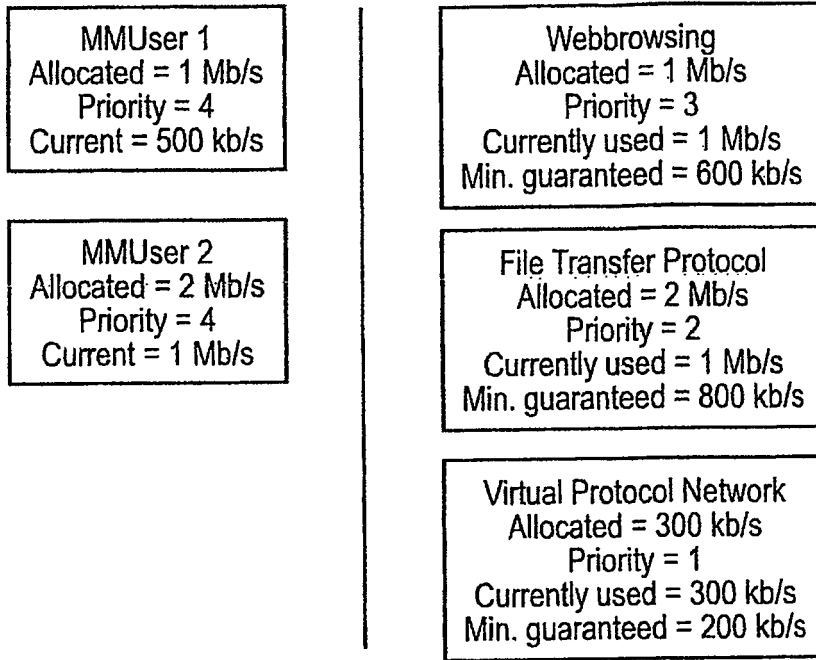 MMUser 1
Allocated = 1 Mb/s
Priority = 4
Current = 500 kb/s
MMUser 2
Allocated = 2 Mb/s
Priority = 4
Current = 1 Mb/s
Webbrowsing
Allocated = 1 Mb/s
Priority = 3
Currently used = 1 Mb/s
Min. guaranteed = 600 kb/s
File Transfer Protocol
Allocated = 2 Mb/s
Priority = 2
Currently used = 1 Mb/s
Min. guaranteed = 800 kb/s
Virtual Protocol Network
Allocated = 300 kb/s
Priority = 1
Currently used = 300 kb/s
Min. guaranteed = 200 kb/s